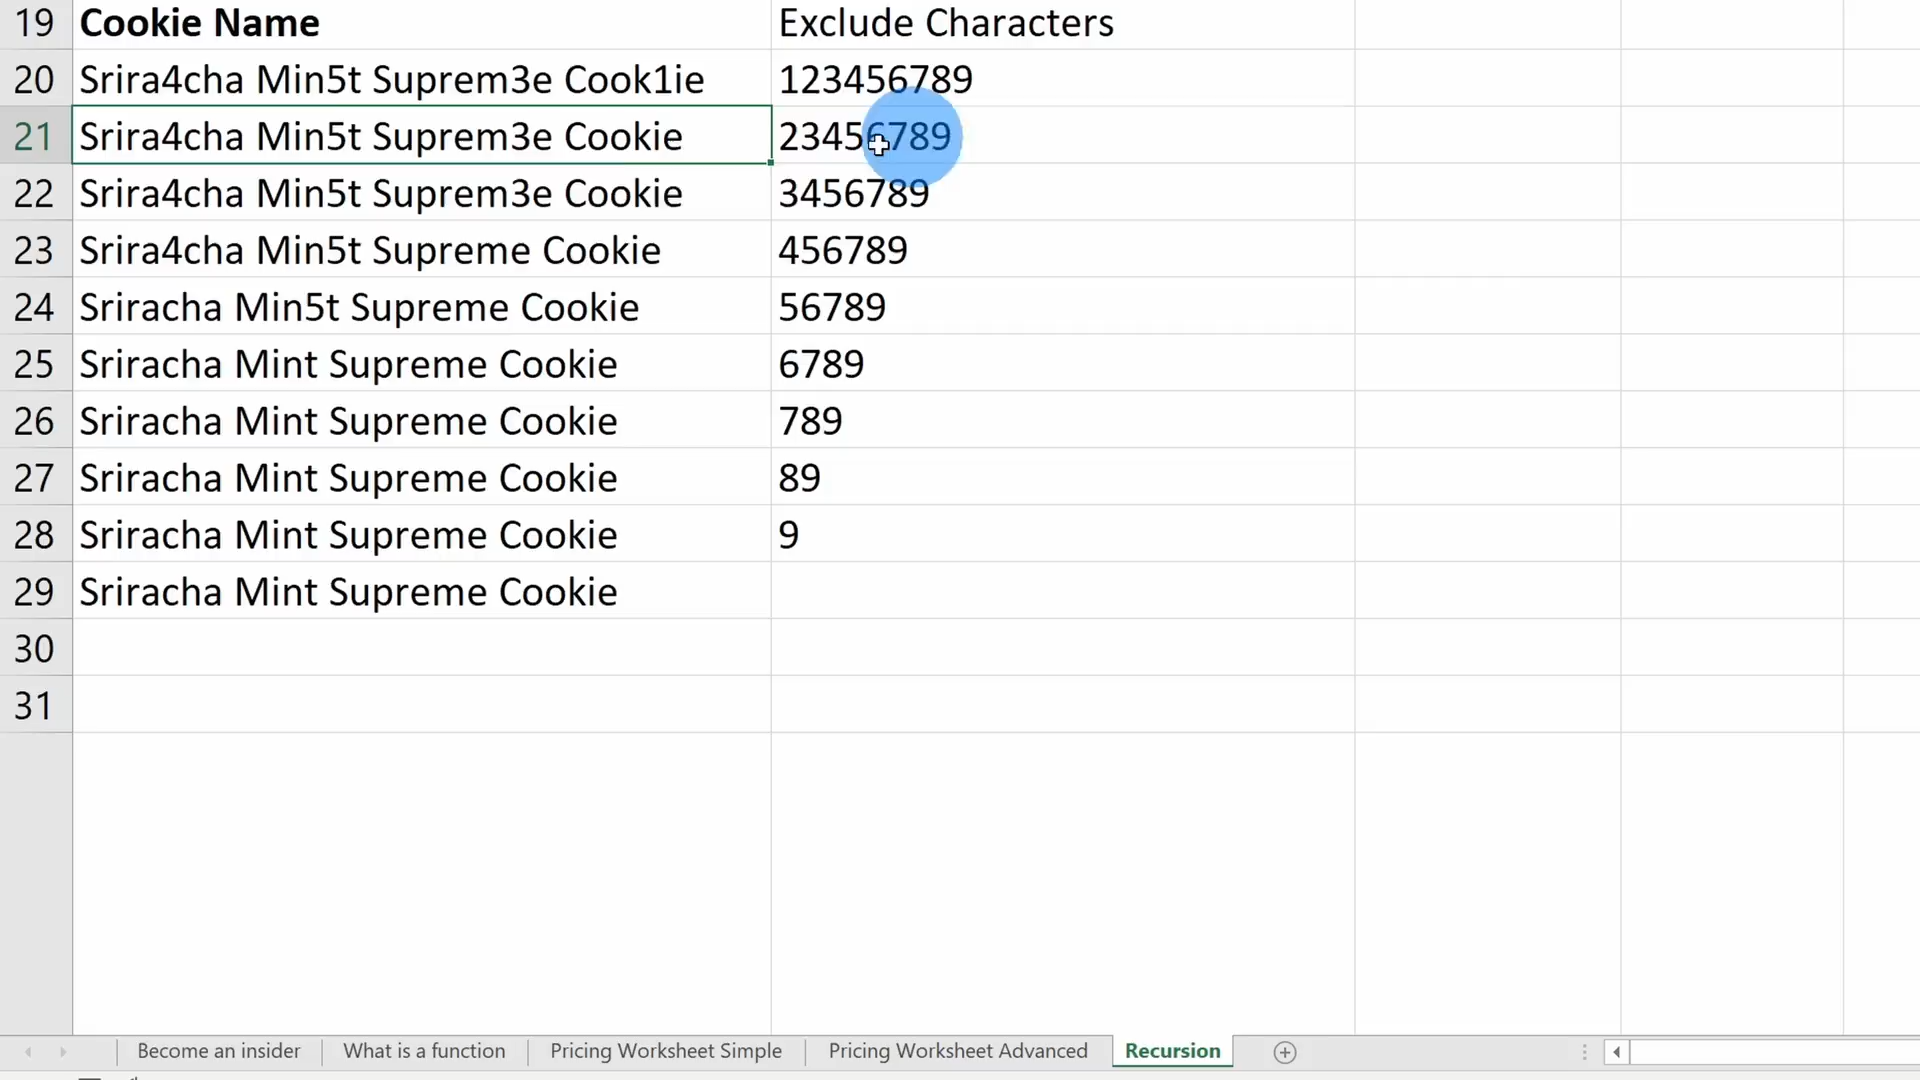 19 Cookie Name Exclude Characters
20 Srira4cha Min5t Suprem3e Cook1ie 123456789
21 Srira4cha Min5t Suprem3e Cookie 23456789
22 Srira4cha Min5t Suprem3e Cookie 3456789
23 Srira4cha Min5t Supreme Cookie 456789
24 Sriracha Min5t Supreme Cookie 56789
25 Sriracha Mint Supreme Cookie 6789
26 Sriracha Mint Supreme Cookie 789
27 Sriracha Mint Supreme Cookie 89
28 Sriracha Mint Supreme Cookie 9
29 Sriracha Mint Supreme Cookie
30
31
Become an insider What is a function Pricing Worksheet Simple Pricing Worksheet Advanced Recursion